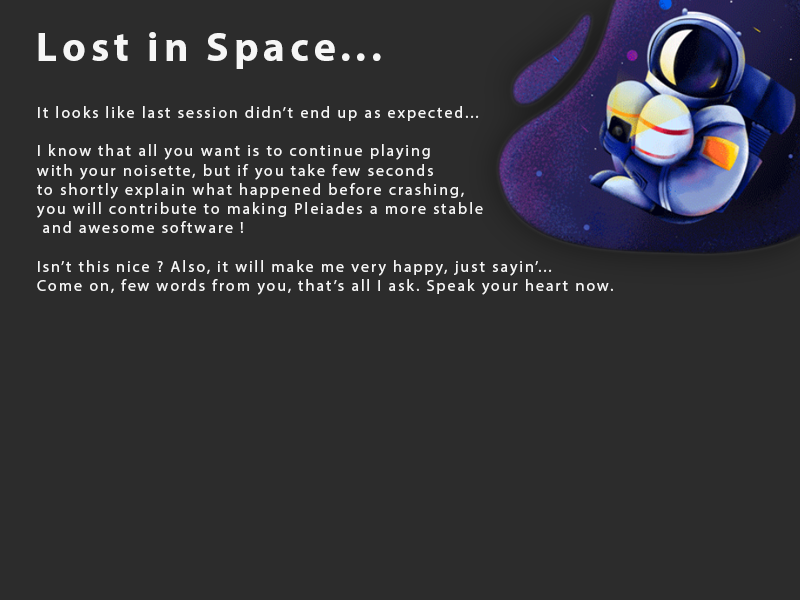 Lost in Space...
It looks like last session didn’t end up as expected...
I know that all you want is to continue playing
with your noisette, but if you take few seconds
to shortly explain what happened before crashing,
you will contribute to making Pleiades a more stable
and awesome software !
Isn’t this nice ? Also, it will make me very happy, just sayin’...
Come on, few words from you, that’s all I ask. Speak your heart now.